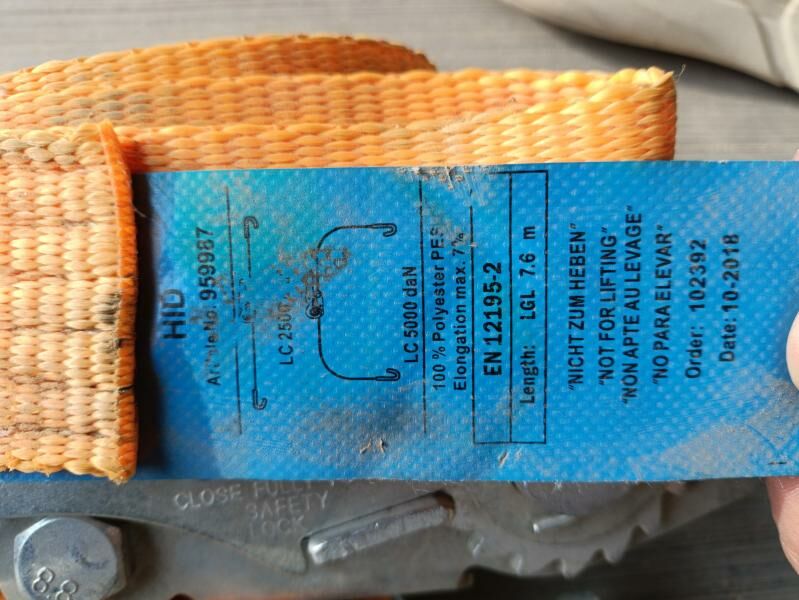 HID
Article No. 959987
LC 2500
LC 5000 daN
100 % Polyester PES
Elongation max. 7%
EN 12195-2
Length: LGL 7.6 m
"NICHT ZUM HEBEN"
"NOT FOR LIFTING"
"NON APTE AU LEVAGE"
"NO PARA ELEVAR"
Order: 102392
Date: 10-2018
CLOSE FULLY
SAFETY
LOCK
8.8